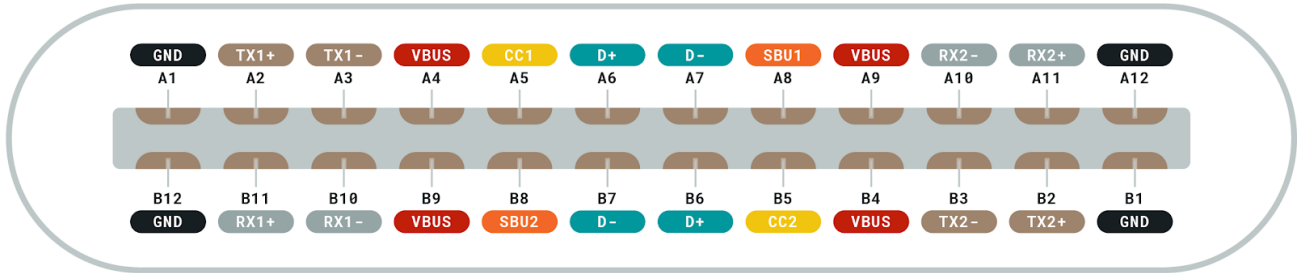 GND TX1+ TX1- VBUS CC1 D+ D- SBU1 VBUS RX2- RX2+ GND
A1 A2 A3 A4 A5 A6 A7 A8 A9 A10 A11 A12
B12 B11 B10 B9 B8 B7 B6 B5 B4 B3 B2 B1
GND RX1+ RX1- VBUS SBU2 D- D+ CC2 VBUS TX2- TX2+ GND